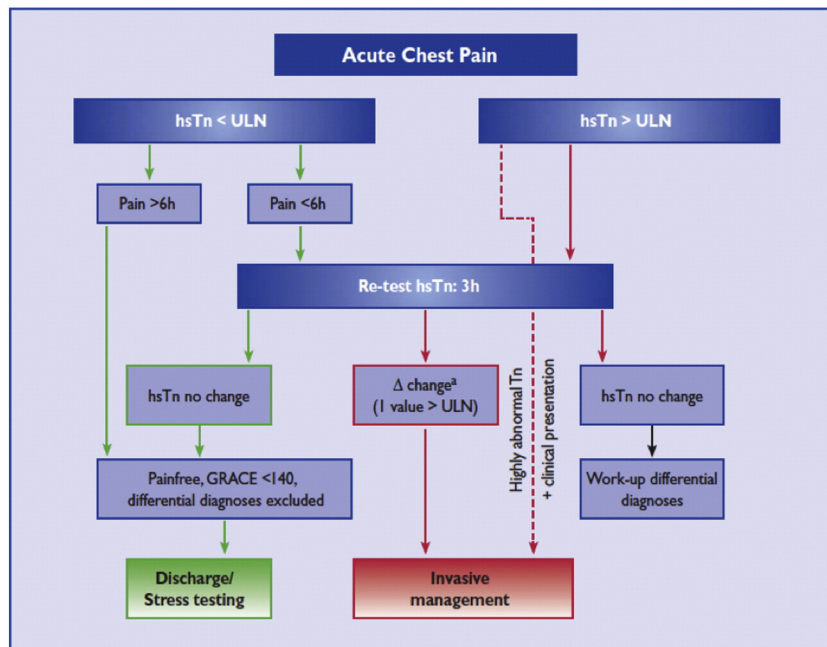 Acute Chest Pain
hsTn < ULN
hsTn > ULN
Pain >6h
Pain <6h
Re-test hsTn: 3h
hsTn no change
Δ changeª
(1 value > ULN)
Highly abnormal Tn
+ clinical presentation
hsTn no change
Painfree, GRACE <140,
differential diagnoses excluded
Work-up differential
diagnoses
Discharge/
Stress testing
Invasive
management